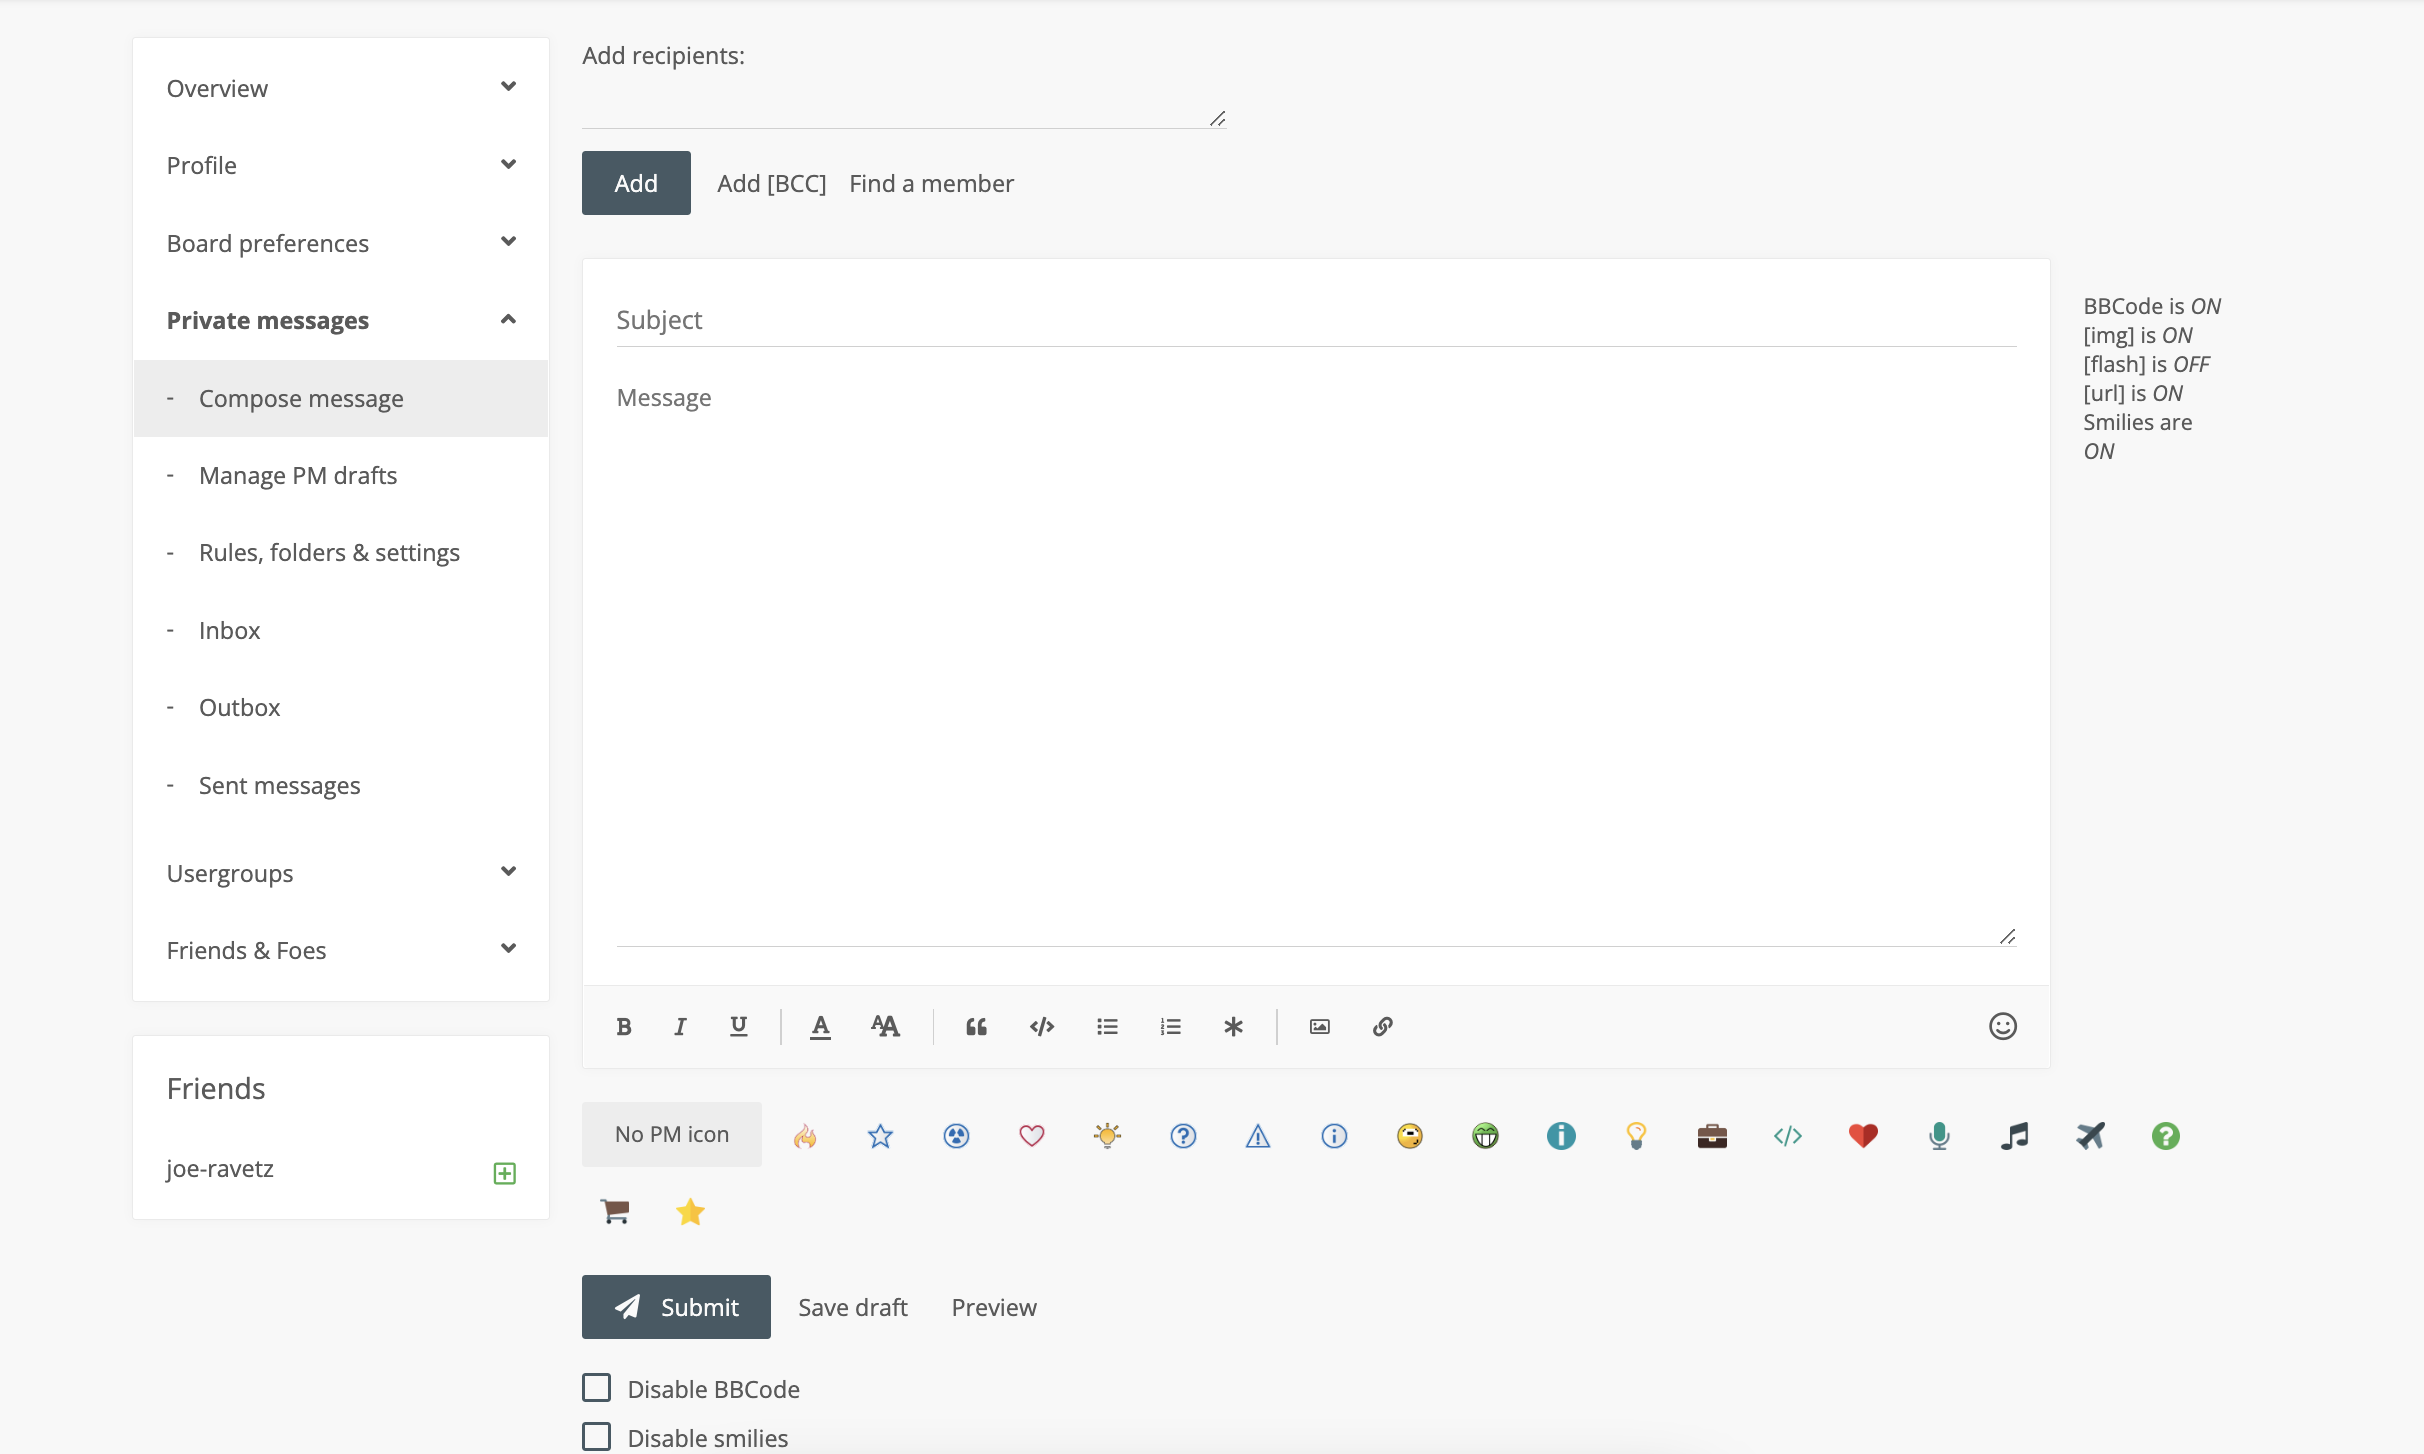 Overview
Profile
Board preferences
Private messages
- Compose message
- Manage PM drafts
- Rules, folders & settings
- Inbox
- Outbox
- Sent messages
Usergroups
Friends & Foes
Friends
joe-ravetz
Add recipients:
Add Add [BCC] Find a member
Subject
Message
BBCode is ON
[img] is ON
[flash] is OFF
[url] is ON
Smilies are
ON
No PM icon
Submit Save draft Preview
Disable BBCode
Disable smilies